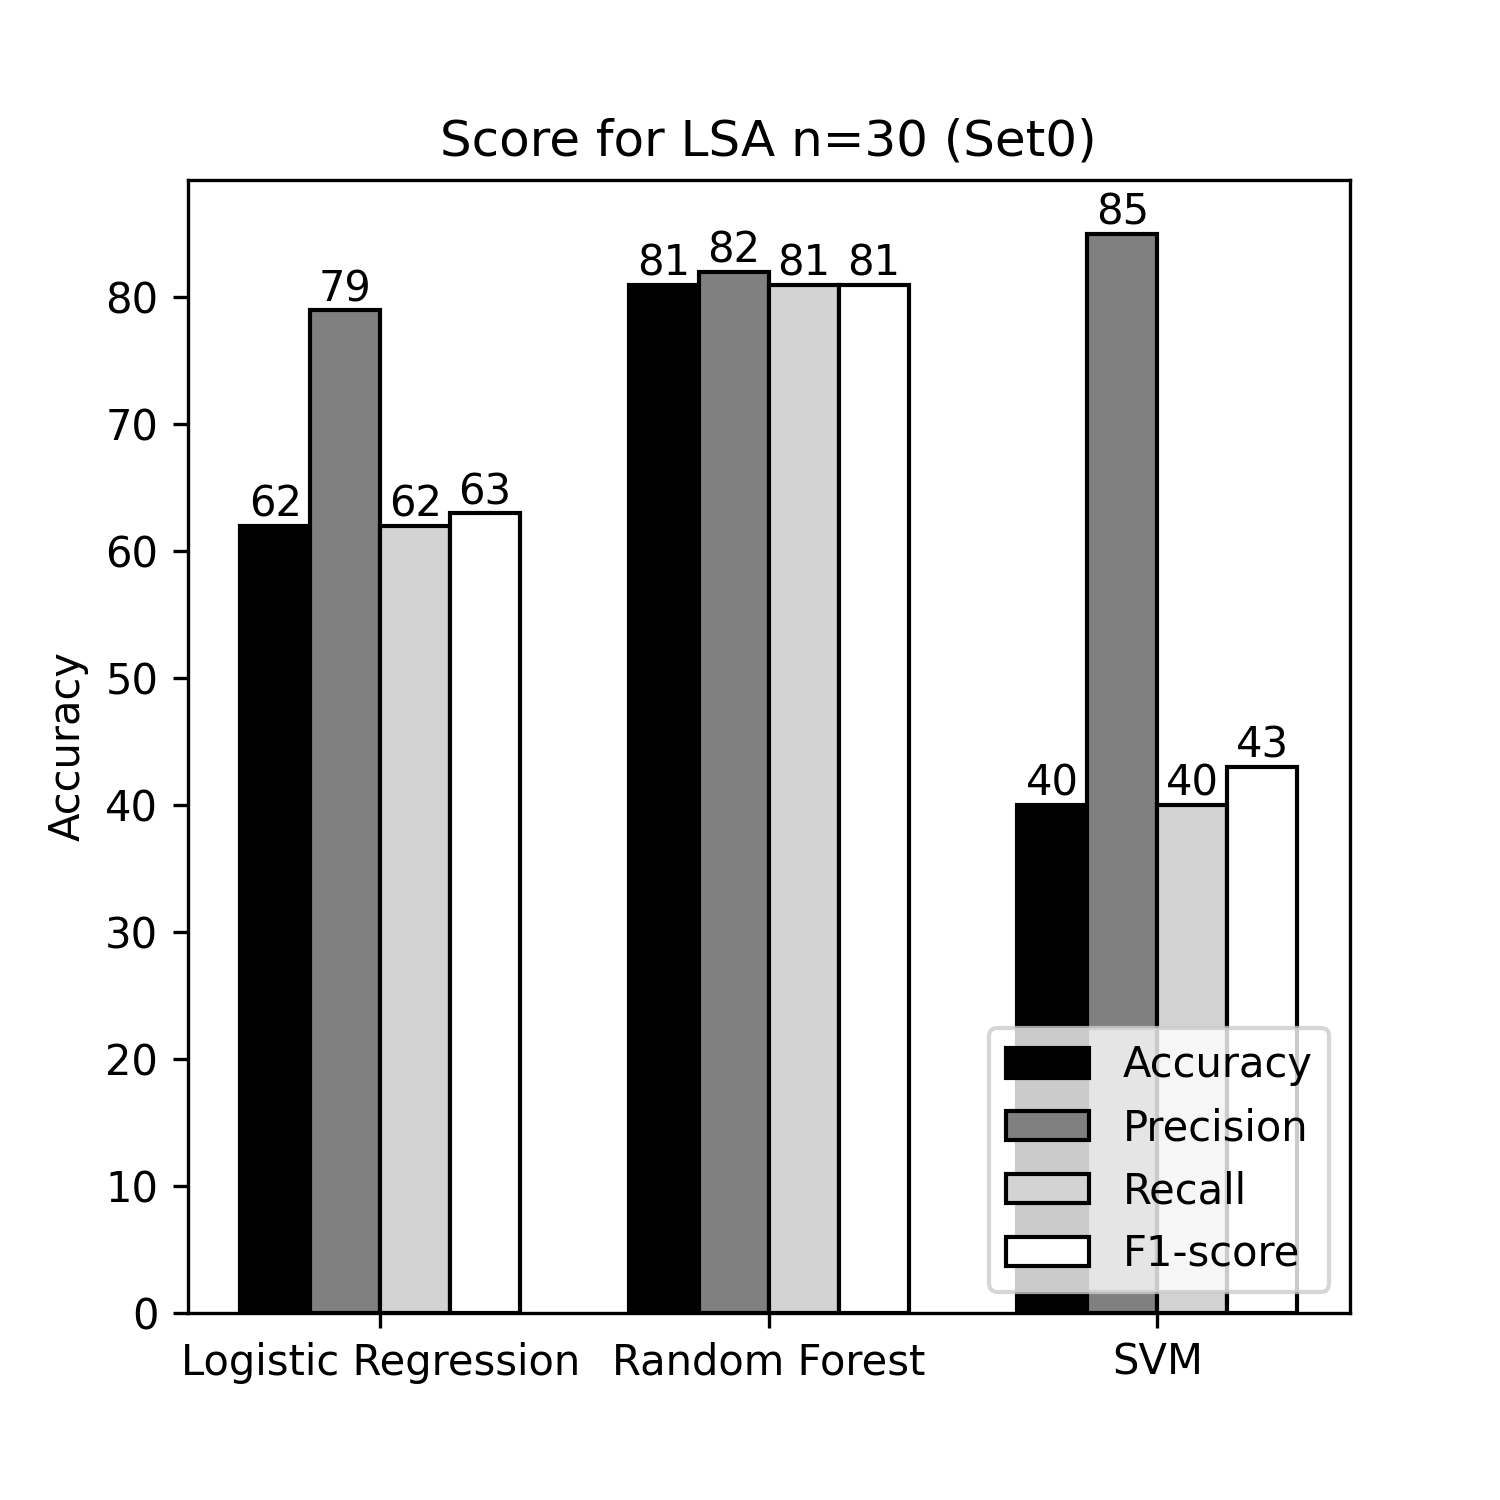 Score for LSA n=30 (Set0)
85
81 82 81 81
79
80
70
62 62 63
60
50
Accuracy
40 40 43
40
30
20
10
0
Accuracy
Precision
Recall
F1-score
Logistic Regression Random Forest SVM